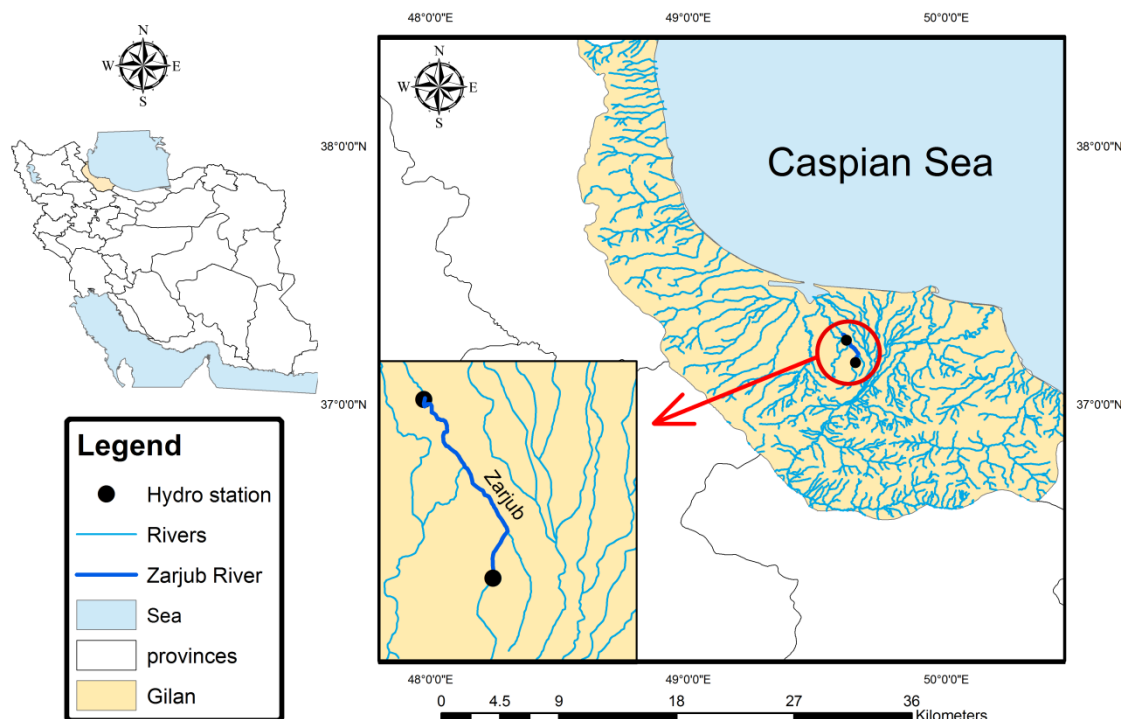 48°0'0"E
49°0'0"E
50°0'0"E
N
W
E
S
N
W
E
S
38°0'0"N
38°0'0"N
Caspian Sea
37°0'0"N
37°0'0"N
Zarjub
Legend
Hydro station
Rivers
Zarjub River
Sea
provinces
Gilan
48°0'0"E
49°0'0"E
50°0'0"E
0
4.5
9
18
27
36
Kilometers